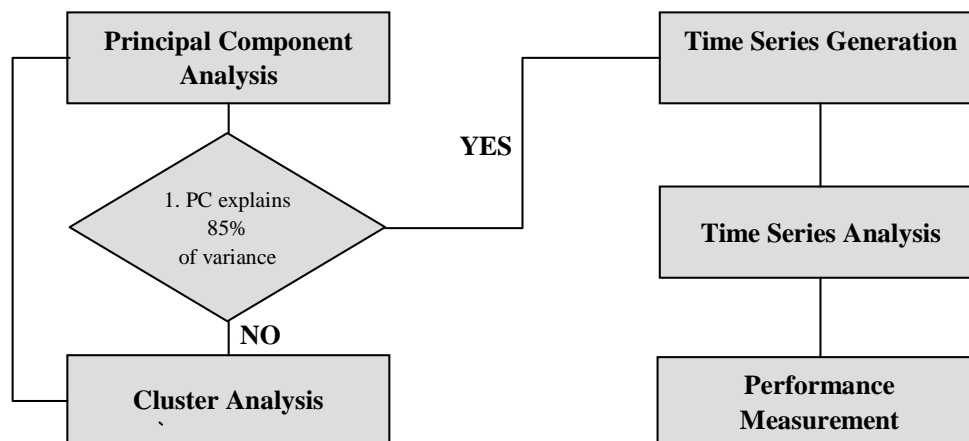 Principal Component
Analysis
1. PC explains
85%
of variance
YES
NO
Cluster Analysis
Time Series Generation
Time Series Analysis
Performance
Measurement